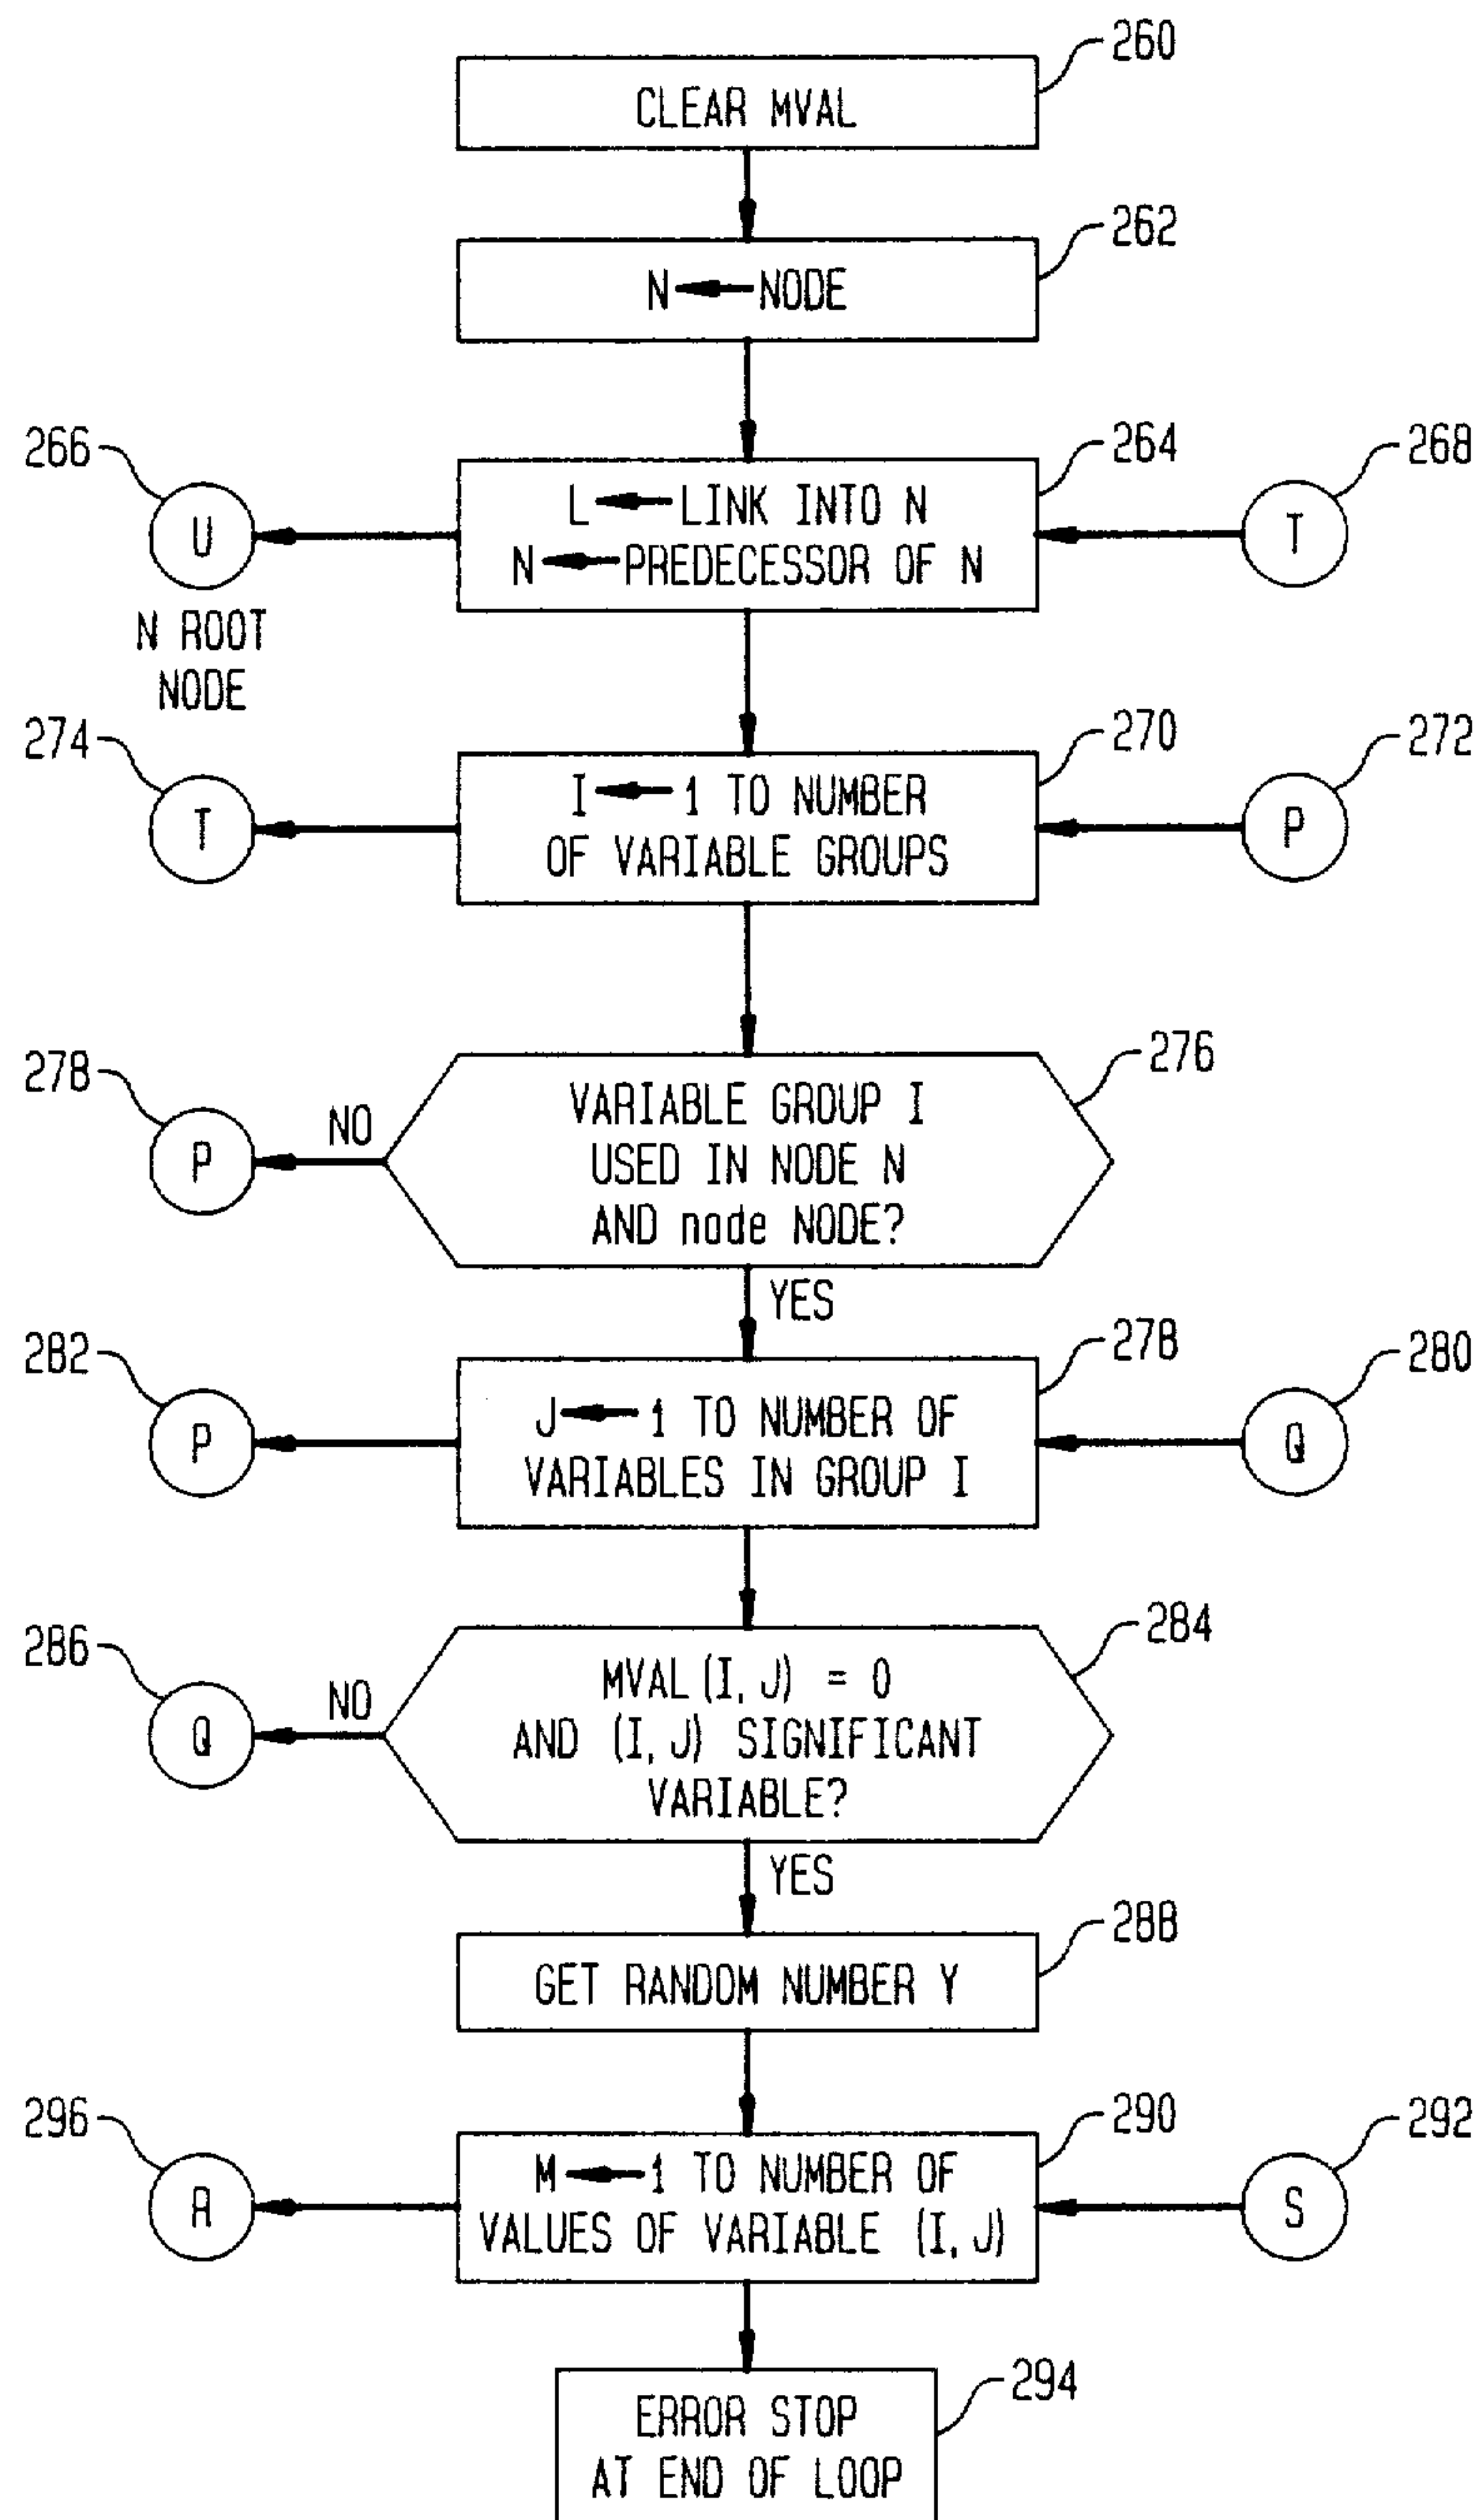 260
CLEAR MVAL
262
N←NODE
266
264
268
U
L←LINK INTO N
T
N←PREDECESSOR OF N
N ROOT
NODE
274
270
272
T
I←1 TO NUMBER
P
OF VARIABLE GROUPS
278
276
P
NO
VARIABLE GROUP I
USED IN NODE N
AND node NODE?
YES
282
278
280
P
J←1 TO NUMBER OF
Q
VARIABLES IN GROUP I
286
284
Q
NO
MVAL(I,J) = 0
AND (I,J) SIGNIFICANT
VARIABLE?
YES
288
GET RANDOM NUMBER Y
296
290
292
R
M←1 TO NUMBER OF
S
VALUES OF VARIABLE (I,J)
294
ERROR STOP
AT END OF LOOP